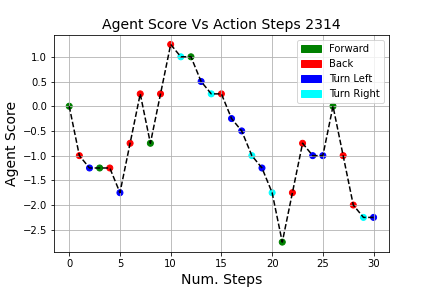 Agent Score Vs Action Steps 2314
Forward
Back
Turn Left
Turn Right
Agent Score
1.0
0.5
0.0
−0.5
−1.0
−1.5
−2.0
−2.5
0 5 10 15 20 25 30
Num. Steps